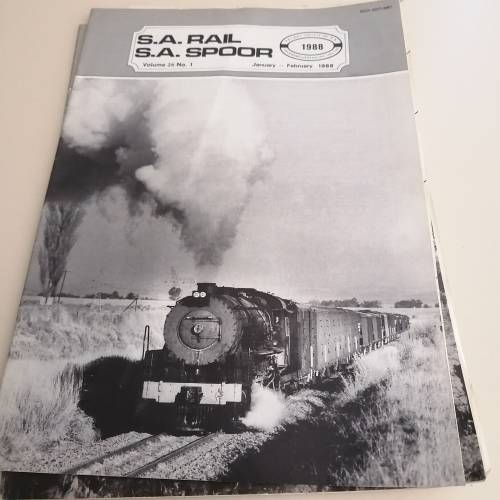 S.A. RAIL
S.A. SPOOR
1988
Volume 26 No. 1
January — February 1988